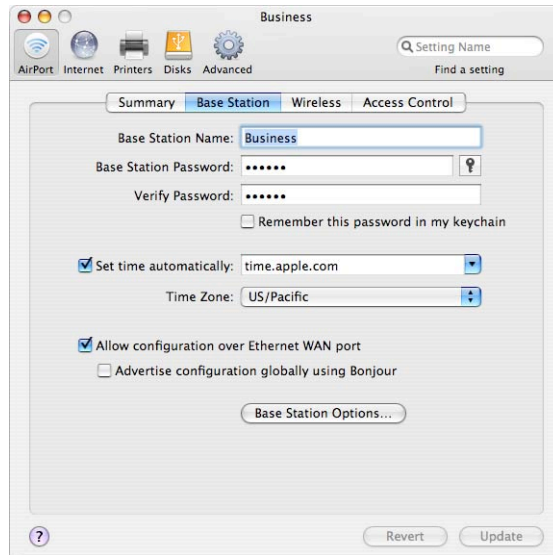 Business
Setting Name
AirPort Internet Printers Disks Advanced
Find a setting
Summary Base Station Wireless Access Control
Base Station Name: Business
Base Station Password: ••••••
Verify Password: ••••••
Remember this password in my keychain
Set time automatically: time.apple.com
Time Zone: US/Pacific
Allow configuration over Ethernet WAN port
Advertise configuration globally using Bonjour
Base Station Options...
? Revert Update